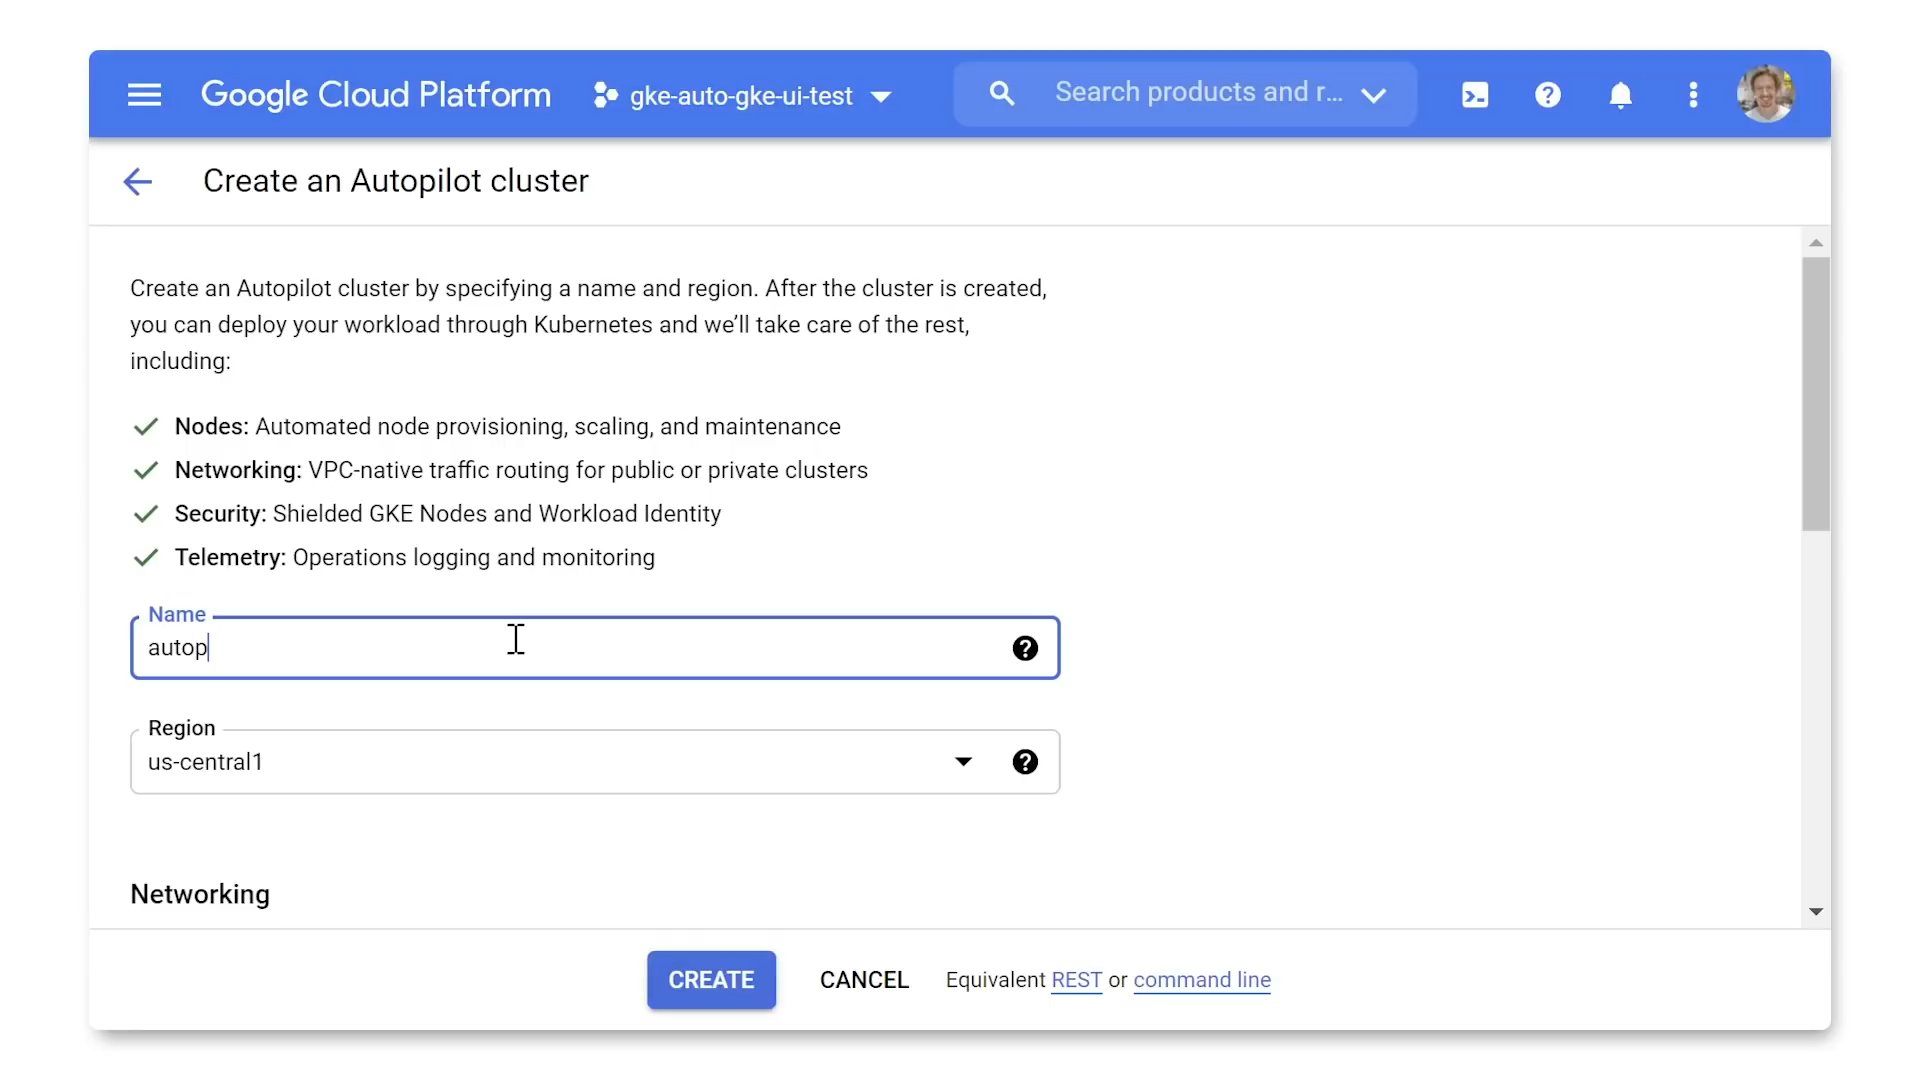 Google Cloud Platform
gke-auto-gke-ui-test
Search products and r...
Create an Autopilot cluster
Create an Autopilot cluster by specifying a name and region. After the cluster is created,
you can deploy your workload through Kubernetes and we’ll take care of the rest,
including:
Nodes: Automated node provisioning, scaling, and maintenance
Networking: VPC-native traffic routing for public or private clusters
Security: Shielded GKE Nodes and Workload Identity
Telemetry: Operations logging and monitoring
Name
autop
Region
us-central1
Networking
CREATE
CANCEL
Equivalent REST or command line